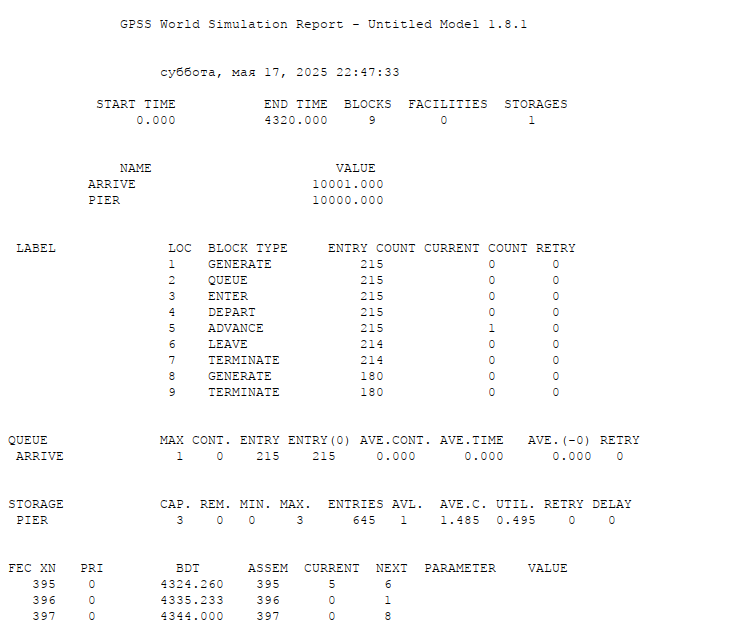 GPSS World Simulation Report - Untitled Model 1.8.1
суббота, мая 17, 2025 22:47:33
START TIME END TIME BLOCKS FACILITIES STORAGES
0.000 4320.000 9 0 1
NAME VALUE
ARRIVE 10001.000
PIER 10000.000
LABEL LOC BLOCK TYPE ENTRY COUNT CURRENT COUNT RETRY
1 GENERATE 215 0 0
2 QUEUE 215 0 0
3 ENTER 215 0 0
4 DEPART 215 0 0
5 ADVANCE 215 1 0
6 LEAVE 214 0 0
7 TERMINATE 214 0 0
8 GENERATE 180 0 0
9 TERMINATE 180 0 0
QUEUE MAX CONT. ENTRY ENTRY(0) AVE.CONT. AVE.TIME AVE.(-0) RETRY
ARRIVE 1 0 215 215 0.000 0.000 0.000 0
STORAGE CAP. REM. MIN. MAX. ENTRIES AVL. AVE.C. UTIL. RETRY DELAY
PIER 3 0 0 3 645 1 1.485 0.495 0 0
FEC XN PRI BDT ASSEM CURRENT NEXT PARAMETER VALUE
395 0 4324.260 395 5 6
396 0 4335.233 396 0 1
397 0 4344.000 397 0 8